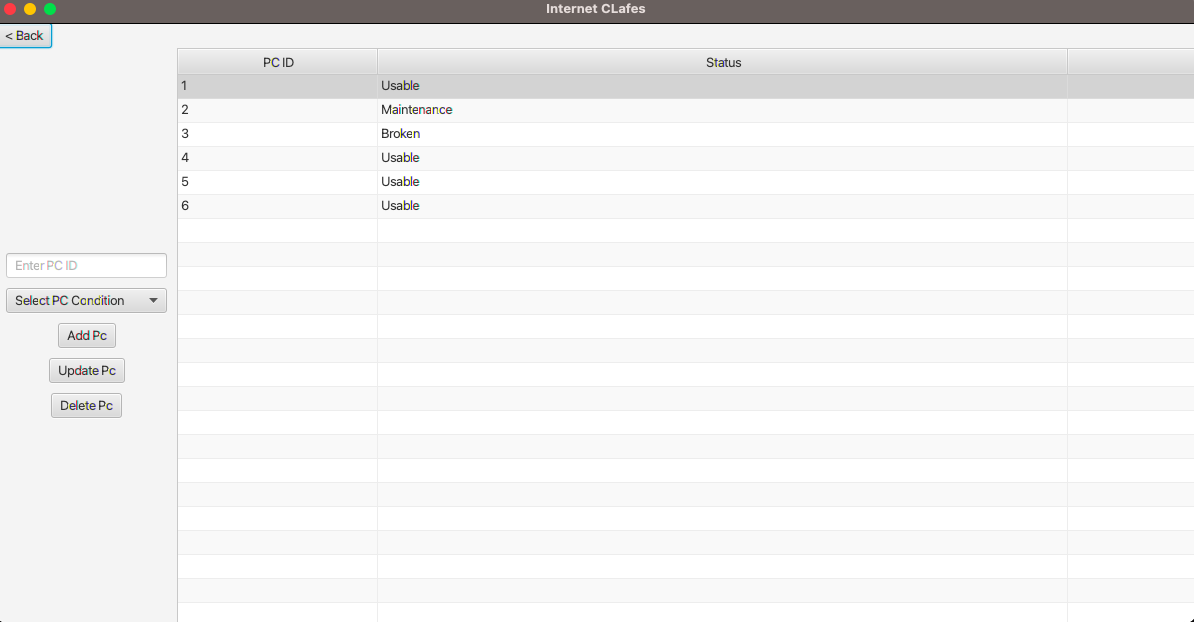 Internet CLafes
< Back
PC ID Status
1 Usable
2 Maintenance
3 Broken
4 Usable
5 Usable
6 Usable
Enter PC ID
Select PC Condition
Add Pc
Update Pc
Delete Pc